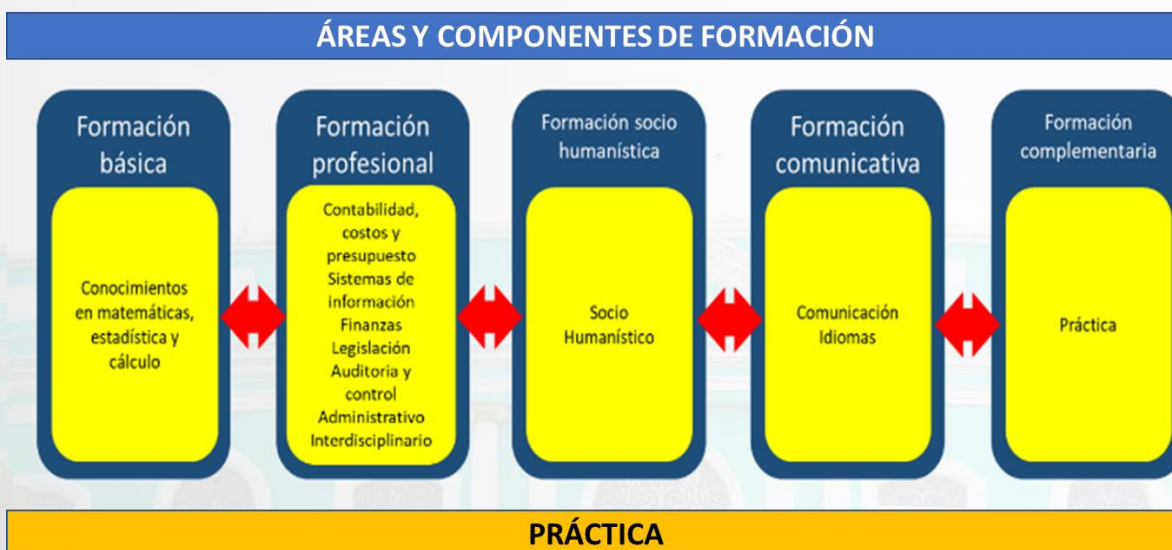 ÁREAS Y COMPONENTES DE FORMACIÓN
Formación
básica
Conocimientos
en matemáticas,
estadística y
cálculo
Formación
profesional
Contabilidad,
costos y
presupuesto
Sistemas de
información
Finanzas
Legislación
Auditoria y
control
Administrativo
Interdisciplinario
Formación socio
humanística
Socio
Humanístico
Formación
comunicativa
Comunicación
Idiomas
Formación
complementaria
Práctica
PRÁCTICA